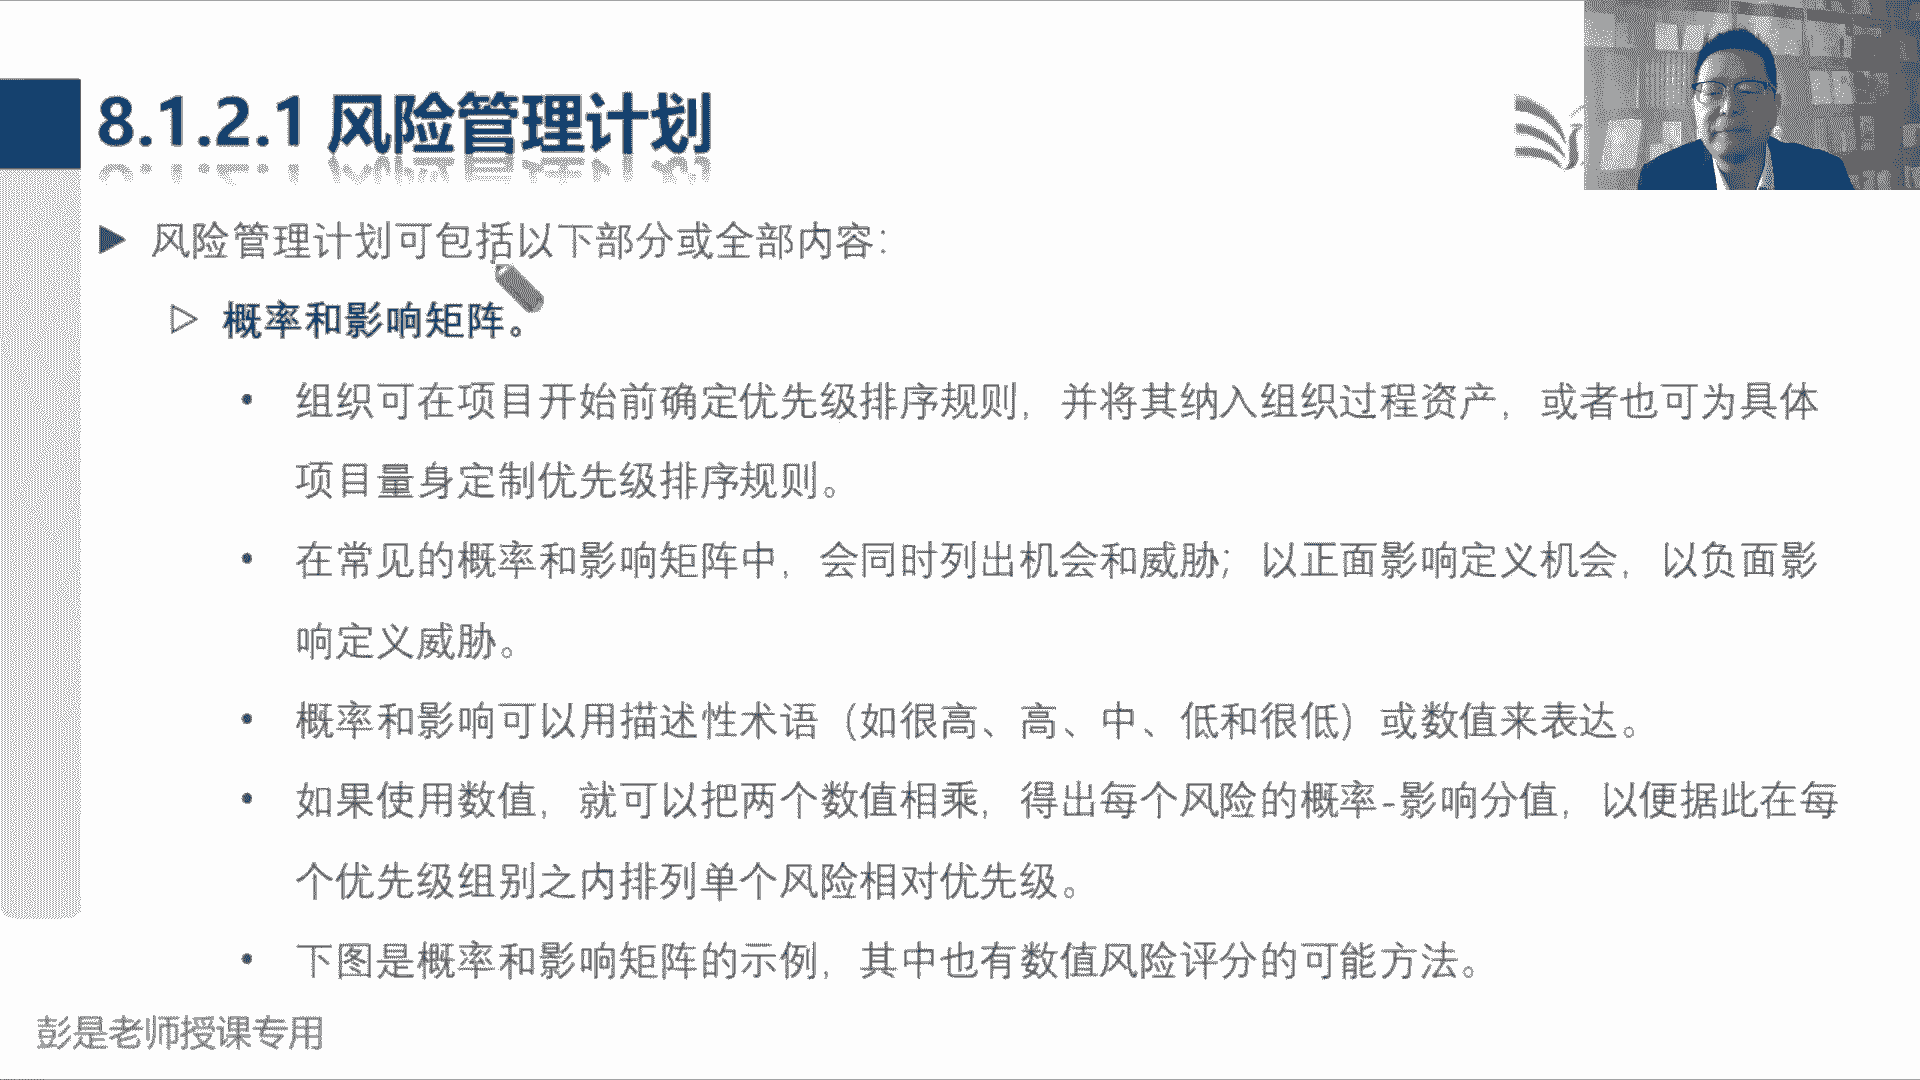 8.1.2.1 风险管理计划
风险管理计划可包括以下部分或全部内容：
概率和影响矩阵。
组织可在项目开始前确定优先级排序规则，并将其纳入组织过程资产，或者也可为具体
项目量身定制优先级排序规则。
在常见的概率和影响矩阵中，会同时列出机会和威胁；以正面影响定义机会，以负面影
响定义威胁。
概率和影响可以用描述性术语（如很高、高、中、低和很低）或数值来表达。
如果使用数值，就可以把两个数值相乘，得出每个风险的概率-影响分值，以便据此在每
个优先级组别之内排列单个风险相对优先级。
下图是概率和影响矩阵的示例，其中也有数值风险评分的可能方法。
彭是老师授课专用